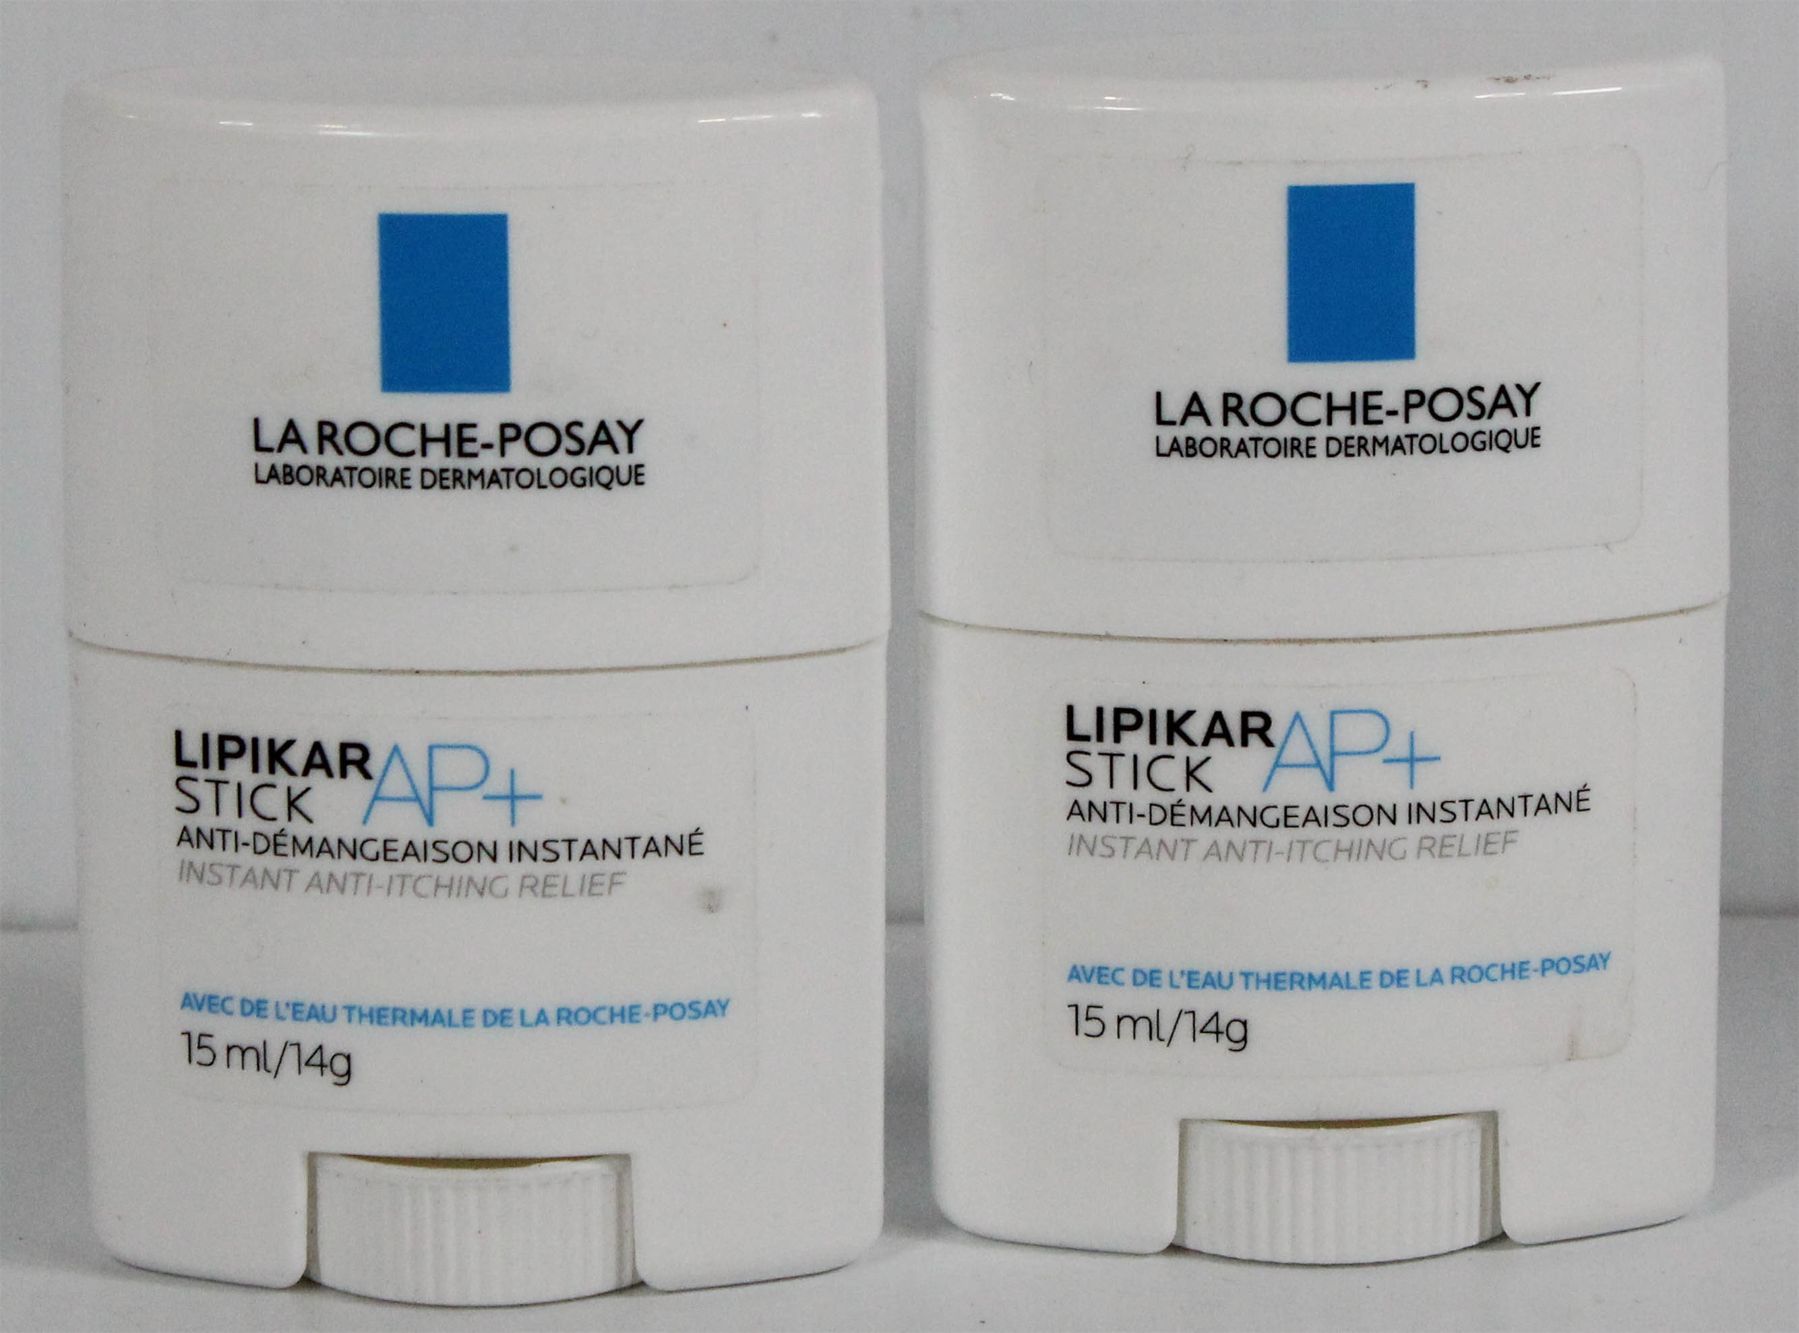 LA ROCHE-POSAY
LABORATOIRE DERMATOLOGIQUE
LIPIKAR AP+
STICK
ANTI-DÉMANGEAISON INSTANTANÉ
INSTANT ANTI-ITCHING RELIEF
AVEC DE L'EAU THERMALE DE LA ROCHE-POSAY
15 ml/14g
LA ROCHE-POSAY
LABORATOIRE DERMATOLOGIQUE
LIPIKAR AP+
STICK
ANTI-DÉMANGEAISON INSTANTANÉ
INSTANT ANTI-ITCHING RELIEF
AVEC DE L'EAU THERMALE DE LA ROCHE-POSAY
15 ml/14g